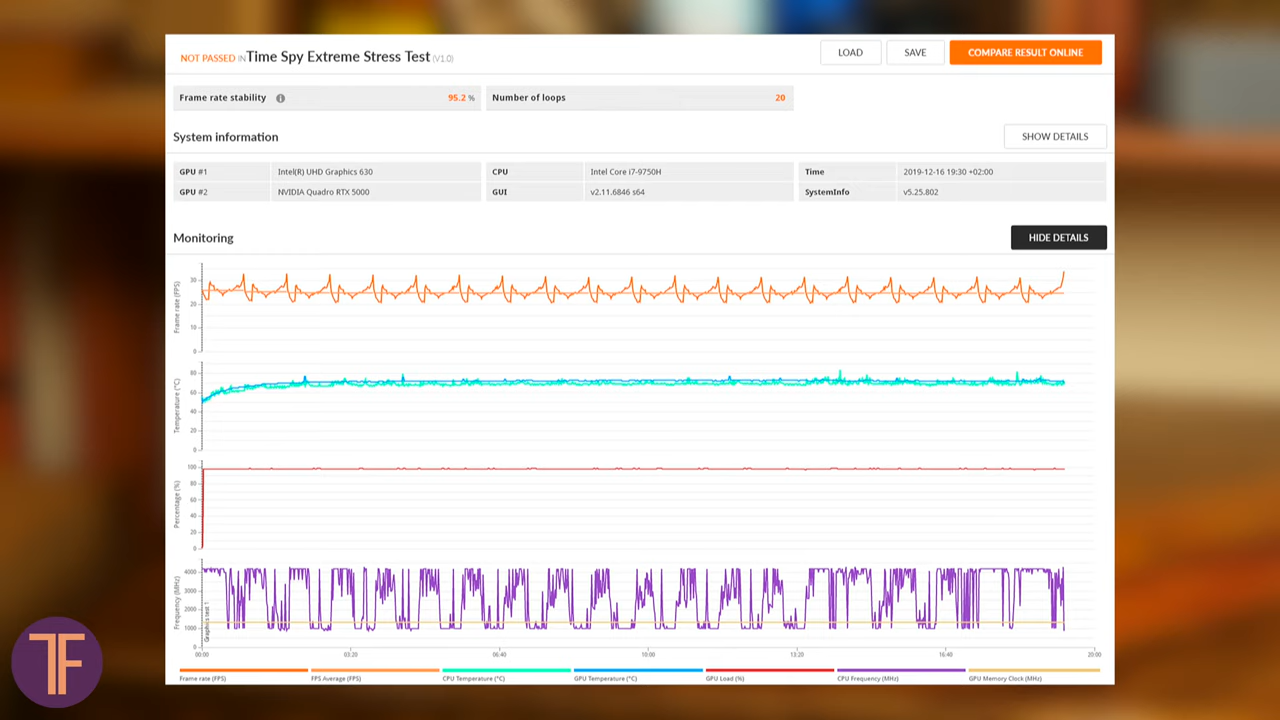 NOT PASSED IN Time Spy Extreme Stress Test (V1.0)
LOAD
SAVE
COMPARE RESULT ONLINE
Frame rate stability
95.2 %
Number of loops
20
System information
SHOW DETAILS
GPU #1
Intel(R) UHD Graphics 630
CPU
Intel Core i7-9750H
Time
2019-12-16 19:30 +02:00
GPU #2
NVIDIA Quadro RTX 5000
GUI
v2.11.6846 s64
SystemInfo
v5.25.802
Monitoring
HIDE DETAILS
Frame rate (FPS)
30
20
10
0
Temperature (°C)
80
60
40
20
0
Percentage (%)
100
80
60
40
20
0
Frequency (MHz)
4000
3000
2000
1000
0
Graphics test 1
00:00
03:20
06:40
10:00
13:20
16:40
20:00
Frame rate (FPS)
FPS Average (FPS)
CPU Temperature (°C)
GPU Temperature (°C)
GPU Load (%)
CPU Frequency (MHz)
GPU Memory Clock (MHz)
TF